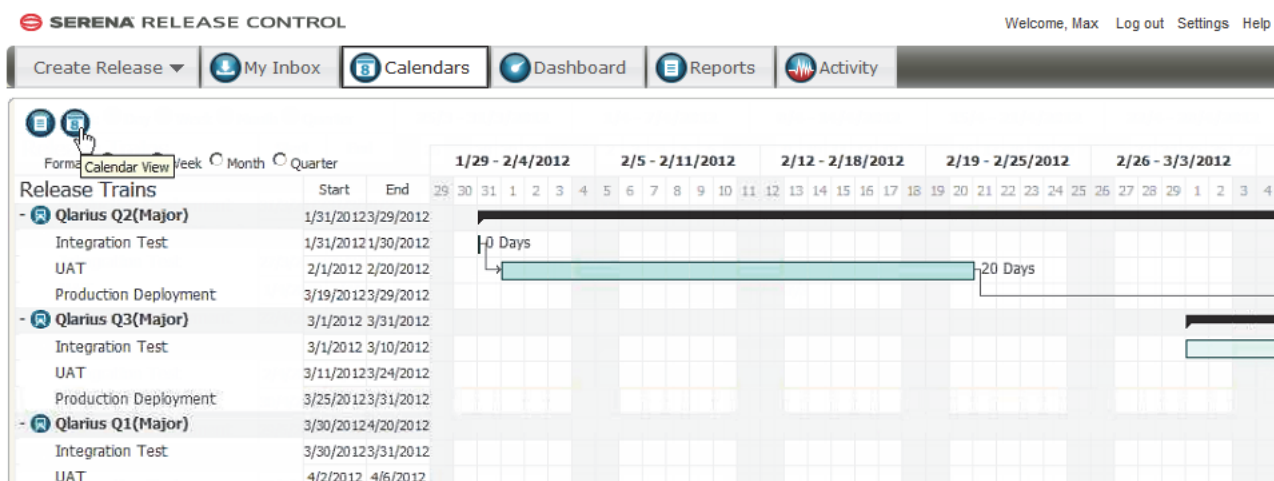 SERENA RELEASE CONTROL
Welcome, Max Log out Settings Help
Create Release My Inbox 8 Calendars Dashboard Reports Activity
8
Calendar View
Week Month Quarter 1/29 - 2/4/2012 2/5 - 2/11/2012 2/12 - 2/18/2012 2/19 - 2/25/2012 2/26 - 3/3/2012
Release Trains Start End 29 30 31 1 2 3 4 5 6 7 8 9 10 11 12 13 14 15 16 17 18 19 20 21 22 23 24 25 26 27 28 29 1 2 3 4
- Qlarius Q2(Major) 1/31/2012 3/29/2012
Integration Test 1/31/2012 1/30/2012 0 Days
UAT 2/1/2012 2/20/2012 20 Days
Production Deployment 3/19/2012 3/29/2012
- Qlarius Q3(Major) 3/1/2012 3/31/2012
Integration Test 3/1/2012 3/10/2012
UAT 3/11/2012 3/24/2012
Production Deployment 3/25/2012 3/31/2012
- Qlarius Q1(Major) 3/30/2012 4/20/2012
Integration Test 3/30/2012 3/31/2012
UAT 4/2/2012 4/6/2012